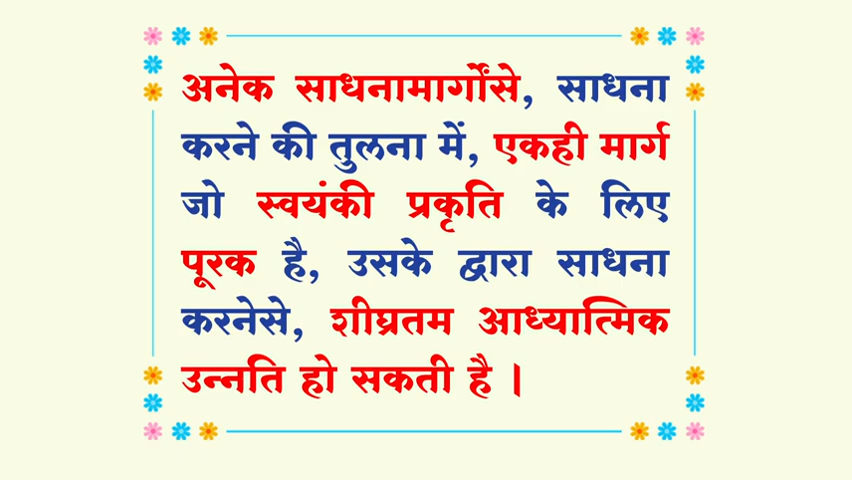 अनेक साधनामार्गोंसे, साधना
करने की तुलना में, एकही मार्ग
जो स्वयंकी प्रकृति के लिए
पूरक है, उसके द्वारा साधना
करनेसे, शीघ्रतम आध्यात्मिक
उन्नति हो सकती है ।